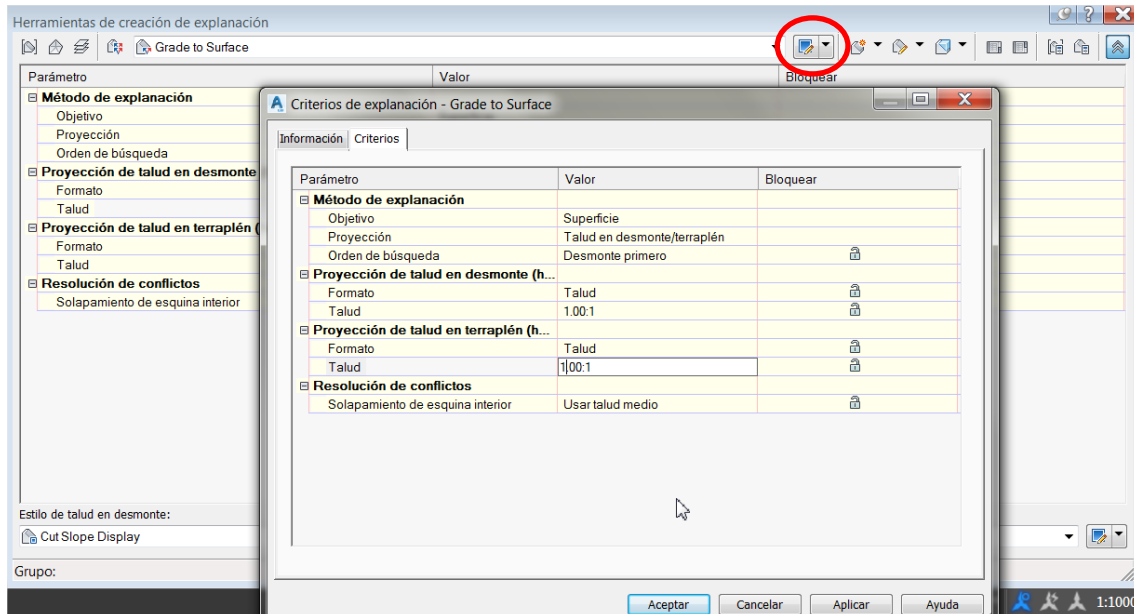 Herramientas de creación de explanación
Grade to Surface
Parámetro Valor Bloquear
Método de explanación
Objetivo
Proyección
Orden de búsqueda
Proyección de talud en desmonte
Formato
Talud
Proyección de talud en terraplén (
Formato
Talud
Resolución de conflictos
Solapamiento de esquina interior
Criterios de explanación - Grade to Surface
Información Criterios
Parámetro Valor Bloquear
Método de explanación
Objetivo Superficie
Proyección Talud en desmonte/terraplén
Orden de búsqueda Desmonte primero
Proyección de talud en desmonte (h...
Formato Talud
Talud 1.00:1
Proyección de talud en terraplén (h...
Formato Talud
Talud 1.00:1
Resolución de conflictos
Solapamiento de esquina interior Usar talud medio
Aceptar Cancelar Aplicar Ayuda
Estilo de talud en desmonte:
Cut Slope Display
Grupo:
1:1000